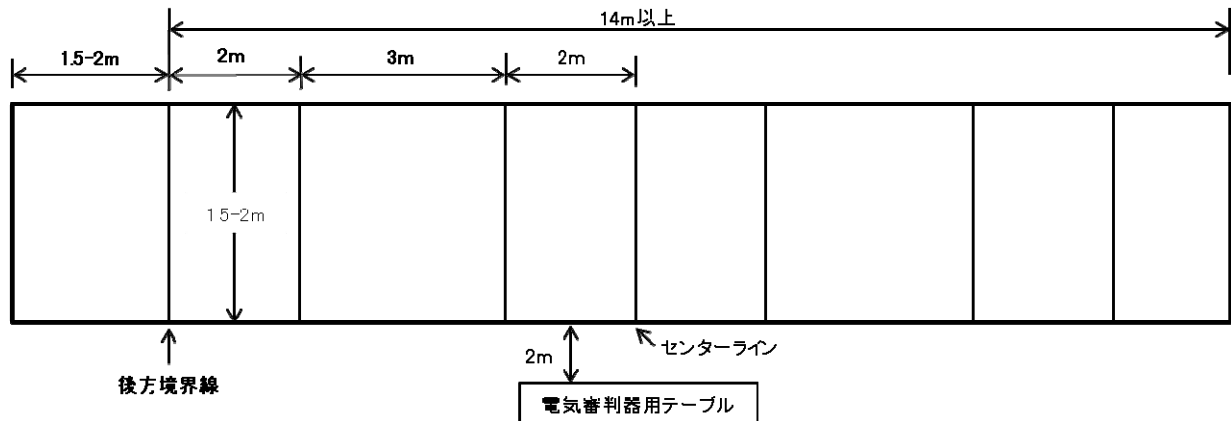 14m以上
1.5-2m
2m
3m
2m
1 5-2m
2m
センターライン
後方境界線
電気審判器用テーブル